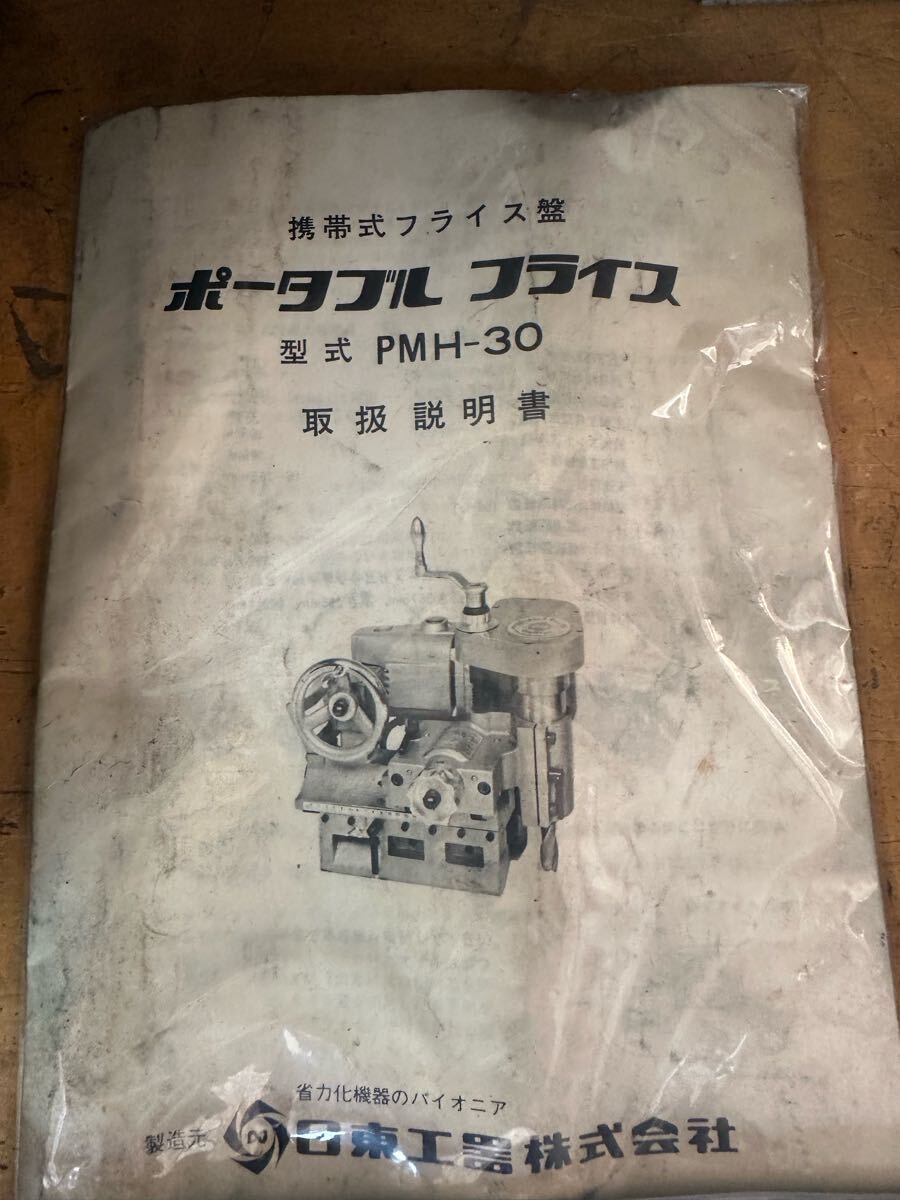 携帯式フライス盤
ポータブル フライス
型式 PMH-30
取扱説明書
省力化機器のパイオニア
製造元 日東工器株式会社